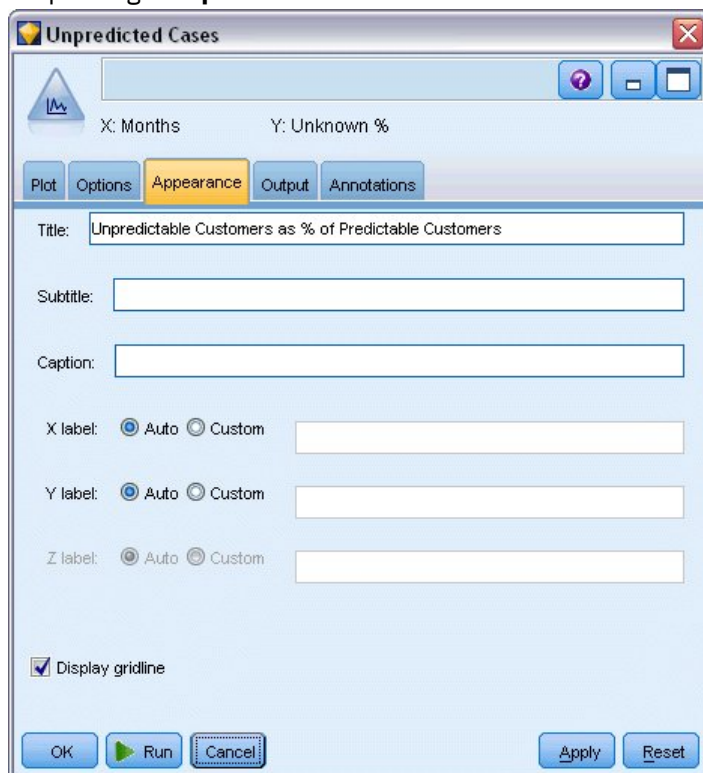 Unpredicted Cases
X: Months Y: Unknown %
Plot Options Appearance Output Annotations
Title: Unpredictable Customers as % of Predictable Customers
Subtitle:
Caption:
X label: Auto Custom
Y label: Auto Custom
Z label: Auto Custom
Display gridline
OK Run Cancel Apply Reset